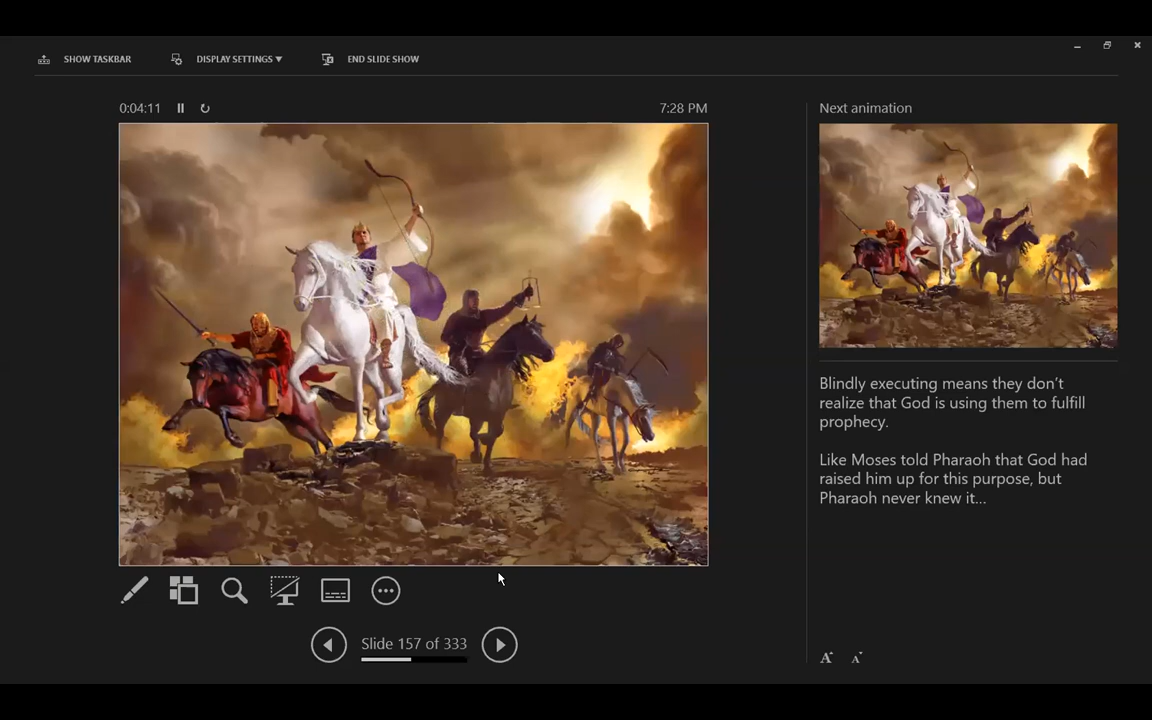 SHOW TASKBAR
DISPLAY SETTINGS ▼
END SLIDE SHOW
0:04:11
7:28 PM
Next animation
Blindly executing means they don’t
realize that God is using them to fulfill
prophecy.
Like Moses told Pharaoh that God had
raised him up for this purpose, but
Pharaoh never knew it...
Slide 157 of 333
A A